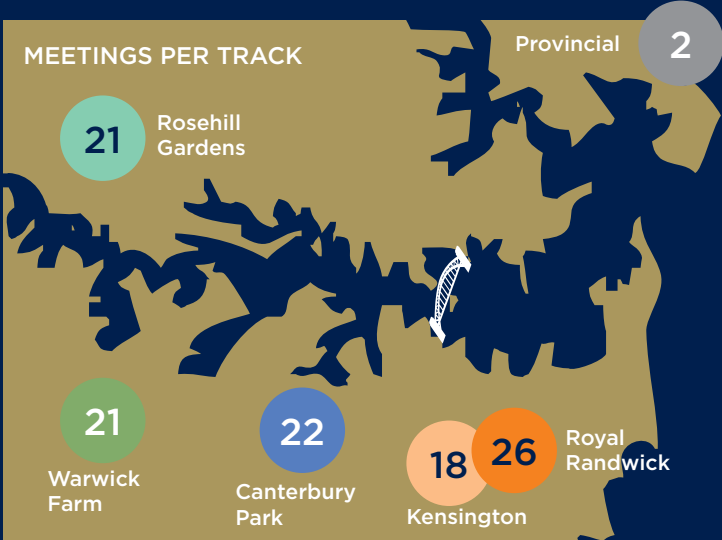 MEETINGS PER TRACK
Provincial
2
21
Rosehill
Gardens
21
Warwick
Farm
22
Canterbury
Park
18
Kensington
26
Royal
Randwick